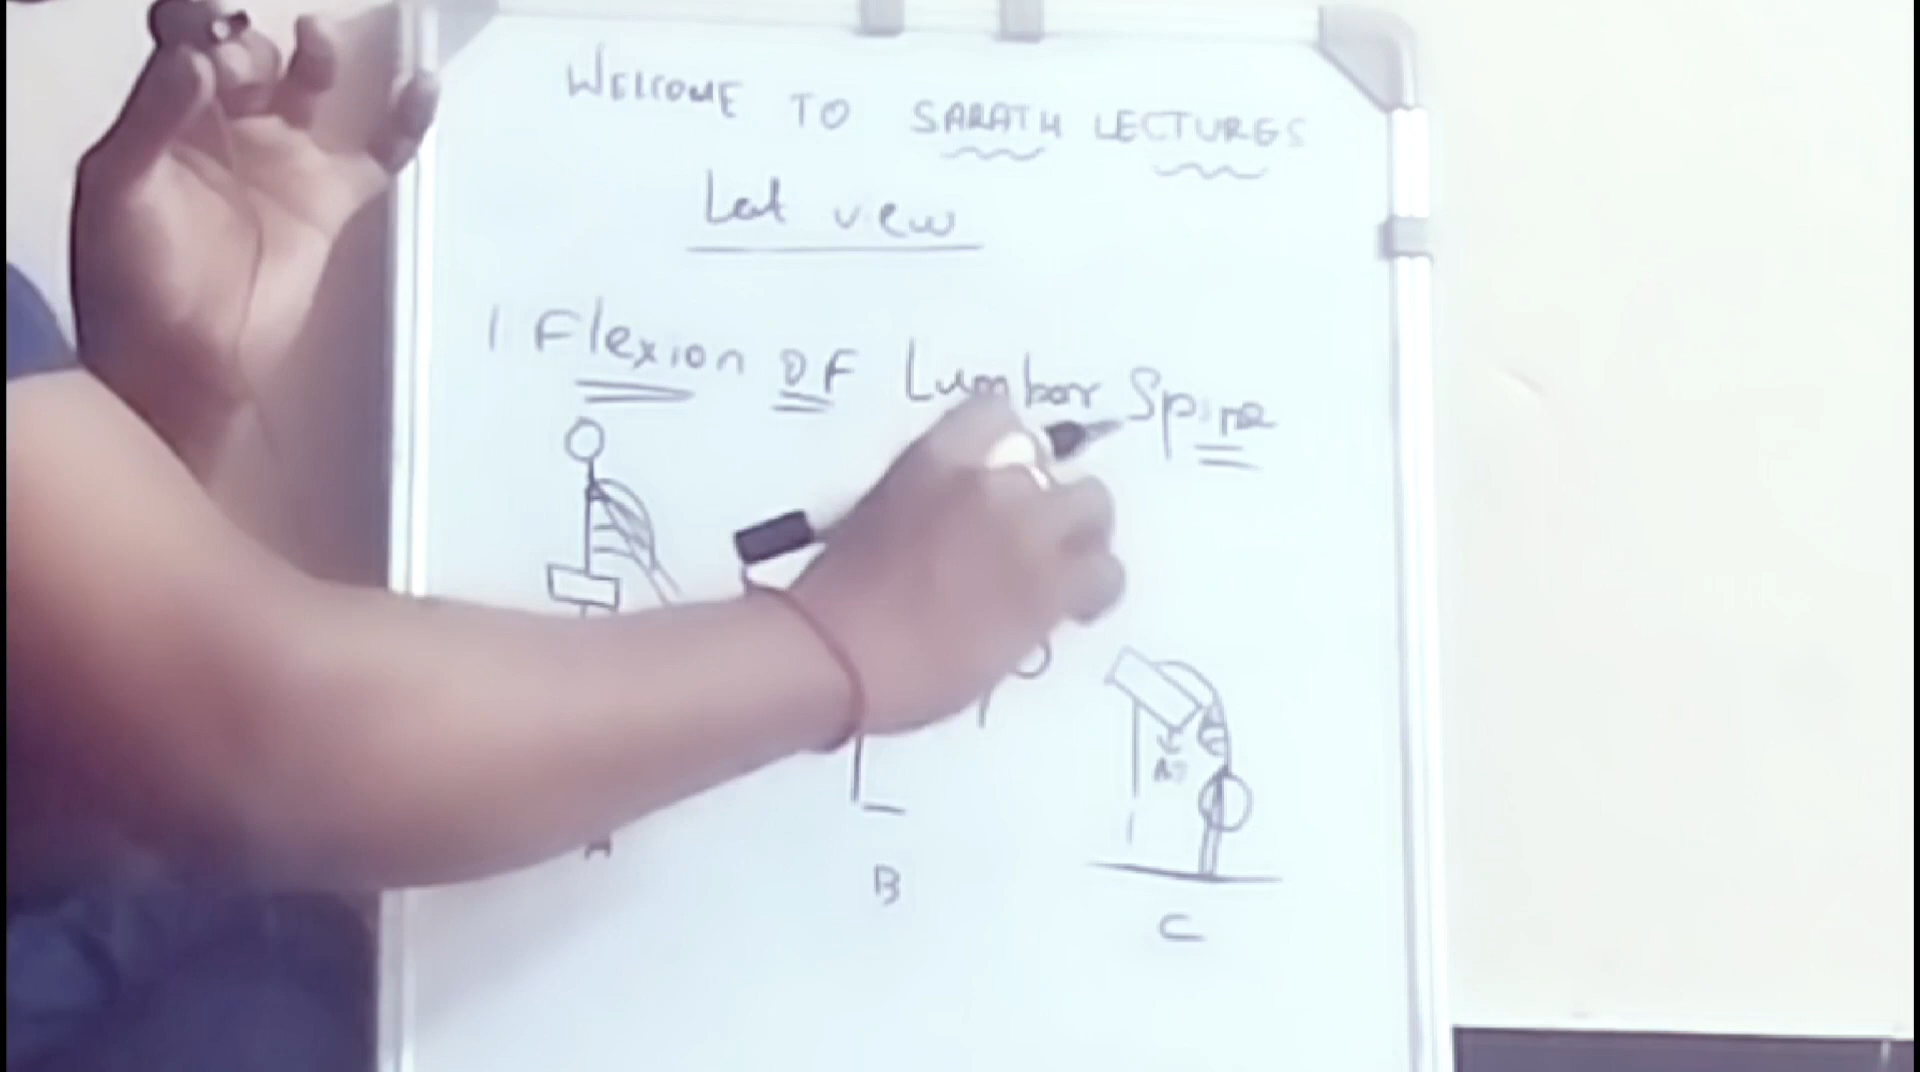 WELCOME TO SARATH LECTURES
Lat view
1 Flexion OF Lumbar Spine
A
B
C